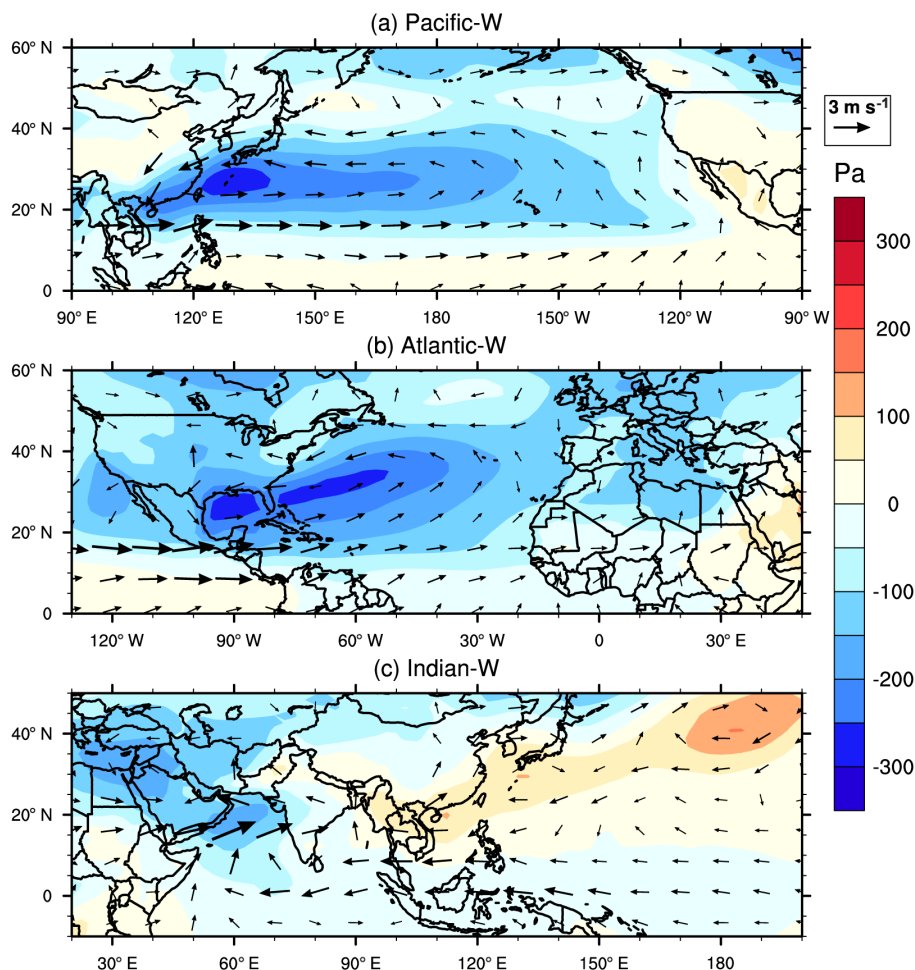 (a) Pacific-W
60° N
40° N
20° N
0
90° E 120° E 150° E 180 150° W 120° W 90° W
3 m s⁻¹
Pa
300
200
100
0
-100
-200
-300
(b) Atlantic-W
60° N
40° N
20° N
0
120° W 90° W 60° W 30° W 0 30° E
(c) Indian-W
40° N
20° N
0
30° E 60° E 90° E 120° E 150° E 180